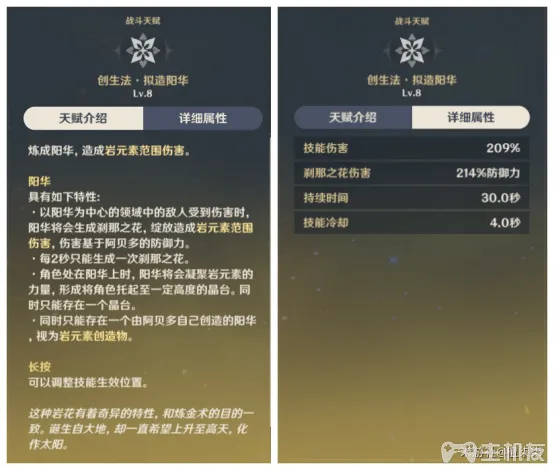 战斗天赋
创生法·拟造阳华
Lv.8
天赋介绍
详细属性
炼成阳华，造成岩元素范围伤害。
阳华
具有如下特性：
·以阳华为中心的领域中的敌人受到伤害时，
阳华将会生成刹那之花，绽放造成岩元素范围
伤害，伤害基于阿贝多的防御力。
·每2秒只能生成一次刹那之花。
·角色处在阳华上时，阳华将会凝聚岩元素的
力量，形成将角色托起至一定高度的晶台。同
时只能存在一个晶台。
·同时只能存在一个由阿贝多自己创造的阳华，
视为岩元素创造物。
长按
可以调整技能生效位置。
这种岩花有着奇异的特性，和炼金术的目的一
致。诞生自大地，却一直希望上升至高天，化
作太阳。
战斗天赋
创生法·拟造阳华
Lv.8
天赋介绍
详细属性
技能伤害 209%
刹那之花伤害 214%防御力
持续时间 30.0秒
技能冷却 4.0秒
主机友